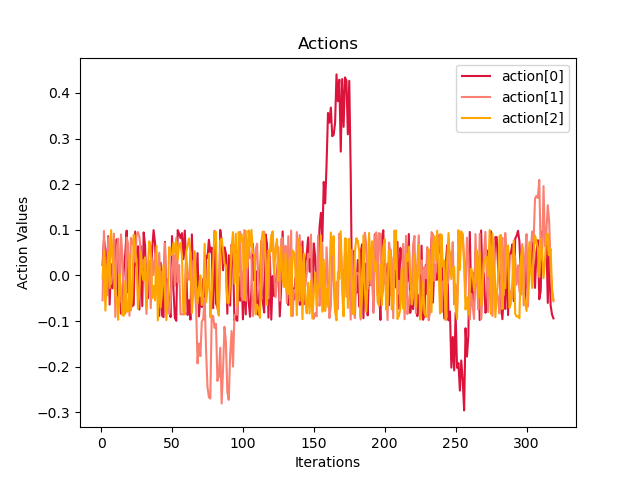 Actions
action[0]
action[1]
action[2]
Action Values
0.4
0.3
0.2
0.1
0.0
−0.1
−0.2
−0.3
0 50 100 150 200 250 300
Iterations